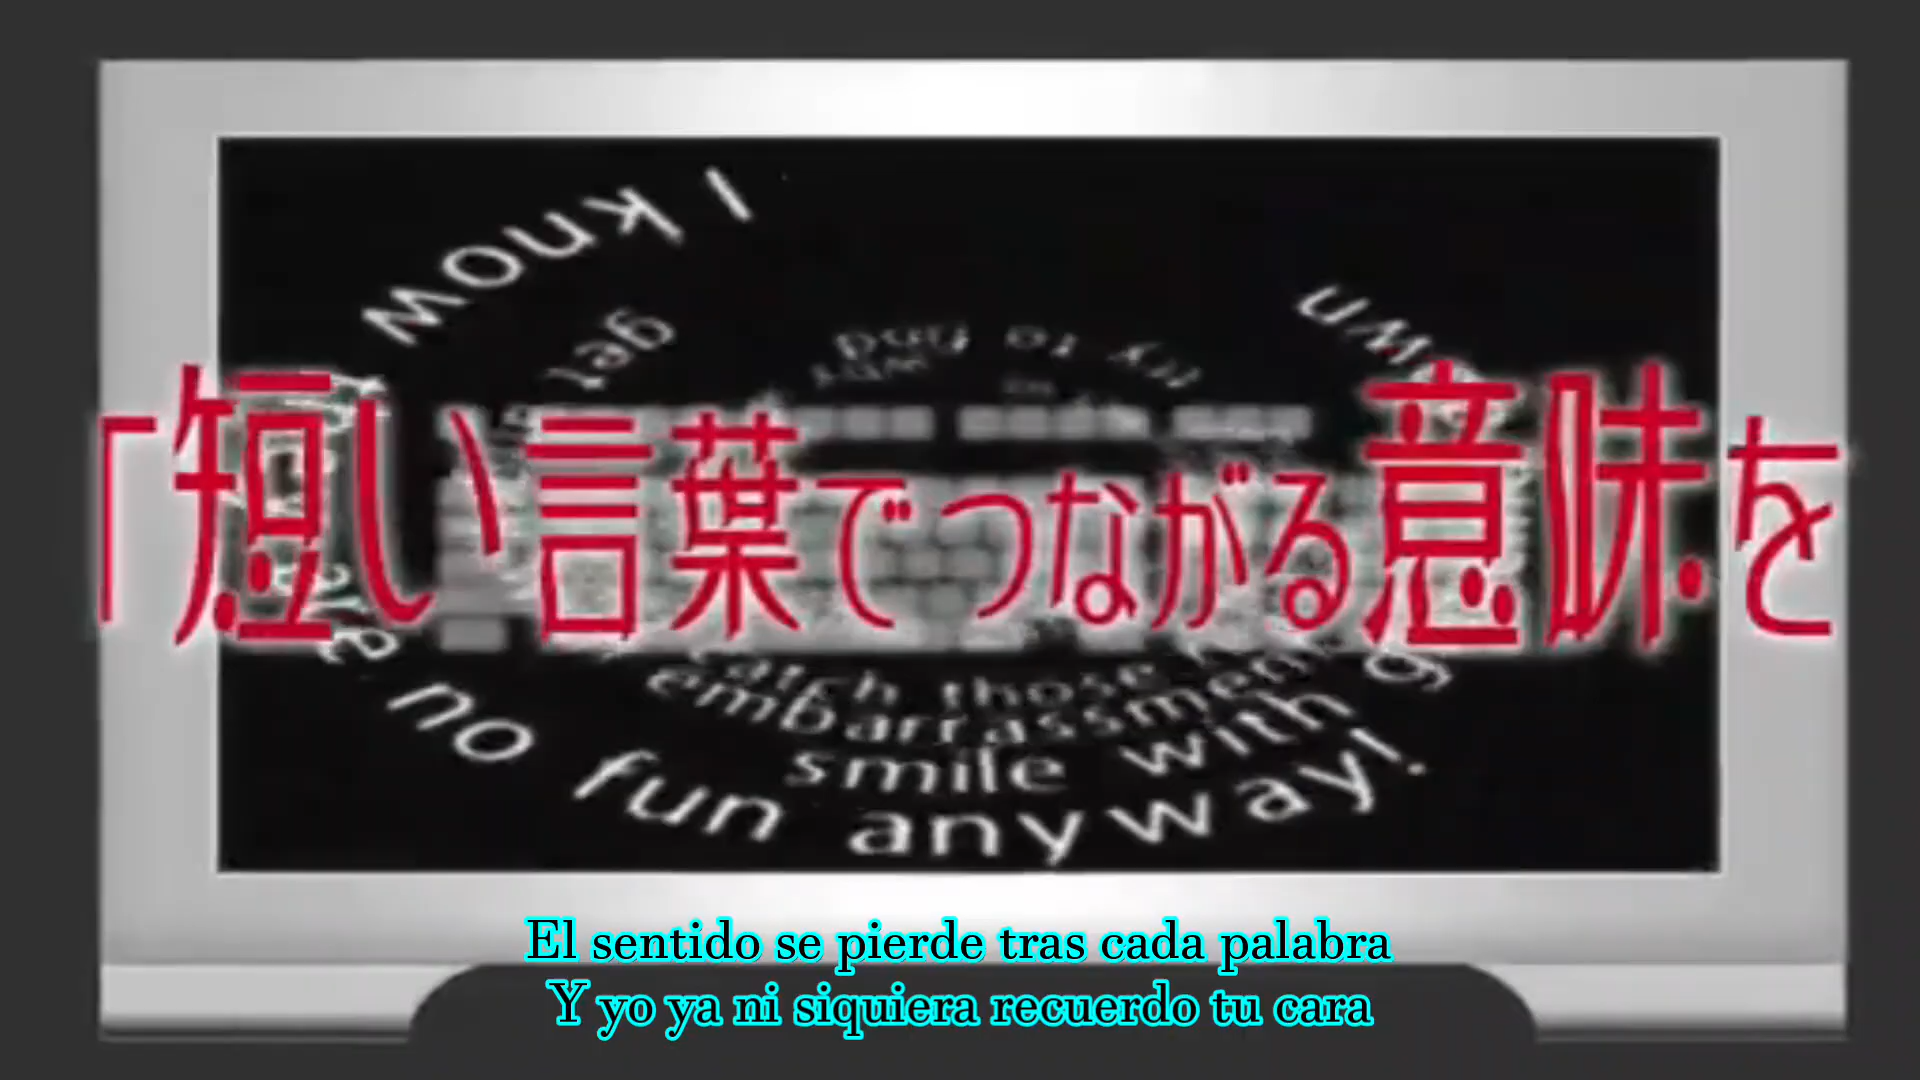 I know
get
own
try to find
「短い言葉でつながる意味を
no fun anyway!
catch those
embarrassment
smile with
El sentido se pierde tras cada palabra
Y yo ya ni siquiera recuerdo tu cara